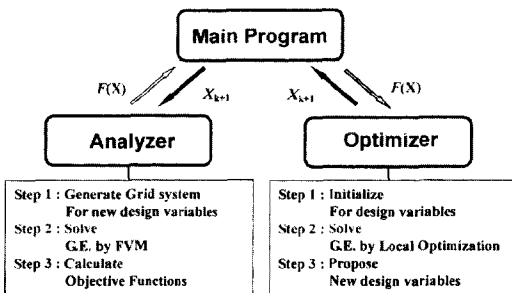 Main Program
F(X)
X_{k+1}
X_{k+1}
F(X)
Analyzer
Optimizer
Step 1 : Generate Grid system
For new design variables
Step 2 : Solve
G.E. by FVM
Step 3 : Calculate
Objective Functions
Step 1 : Initialize
For design variables
Step 2 : Solve
G.E. by Local Optimization
Step 3 : Propose
New design variables